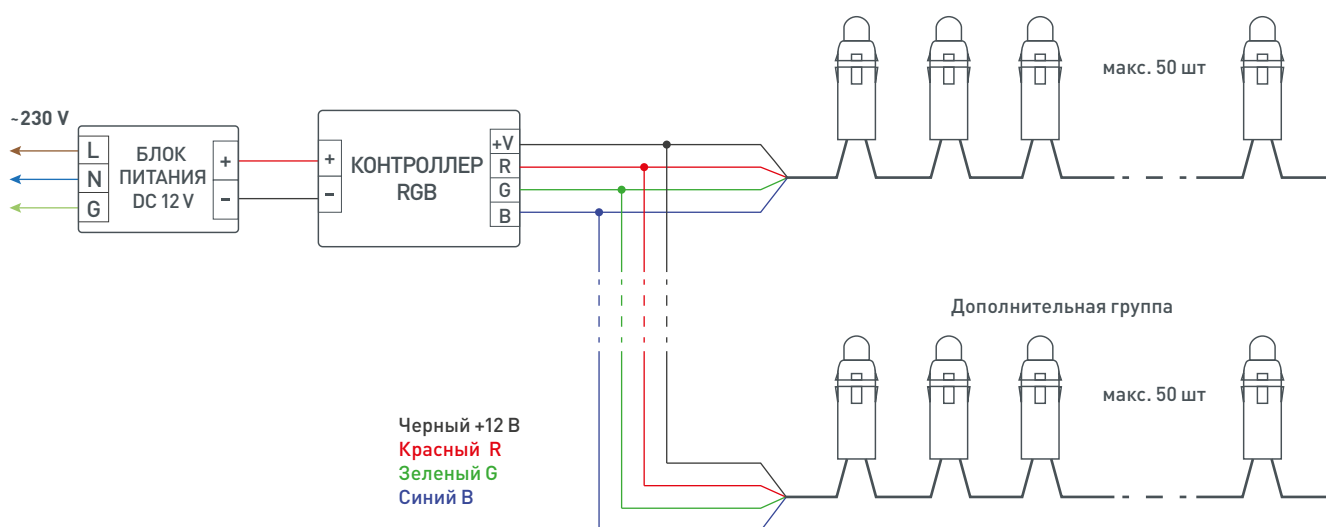 ~230 V
L
N
G
БЛОК
ПИТАНИЯ
DC 12 V
+
−
+
−
КОНТРОЛЛЕР
RGB
+V
R
G
B
макс. 50 шт
Дополнительная группа
макс. 50 шт
Черный +12 В
Красный R
Зеленый G
Синий B